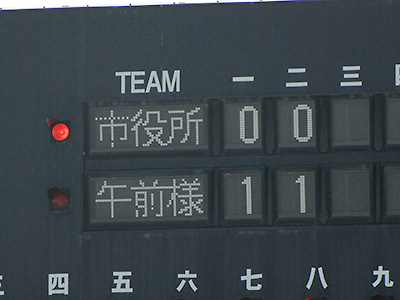 TEAM 一 二 三
市役所 0 0
午前様 1 1
三 四 五 六 七 八 九